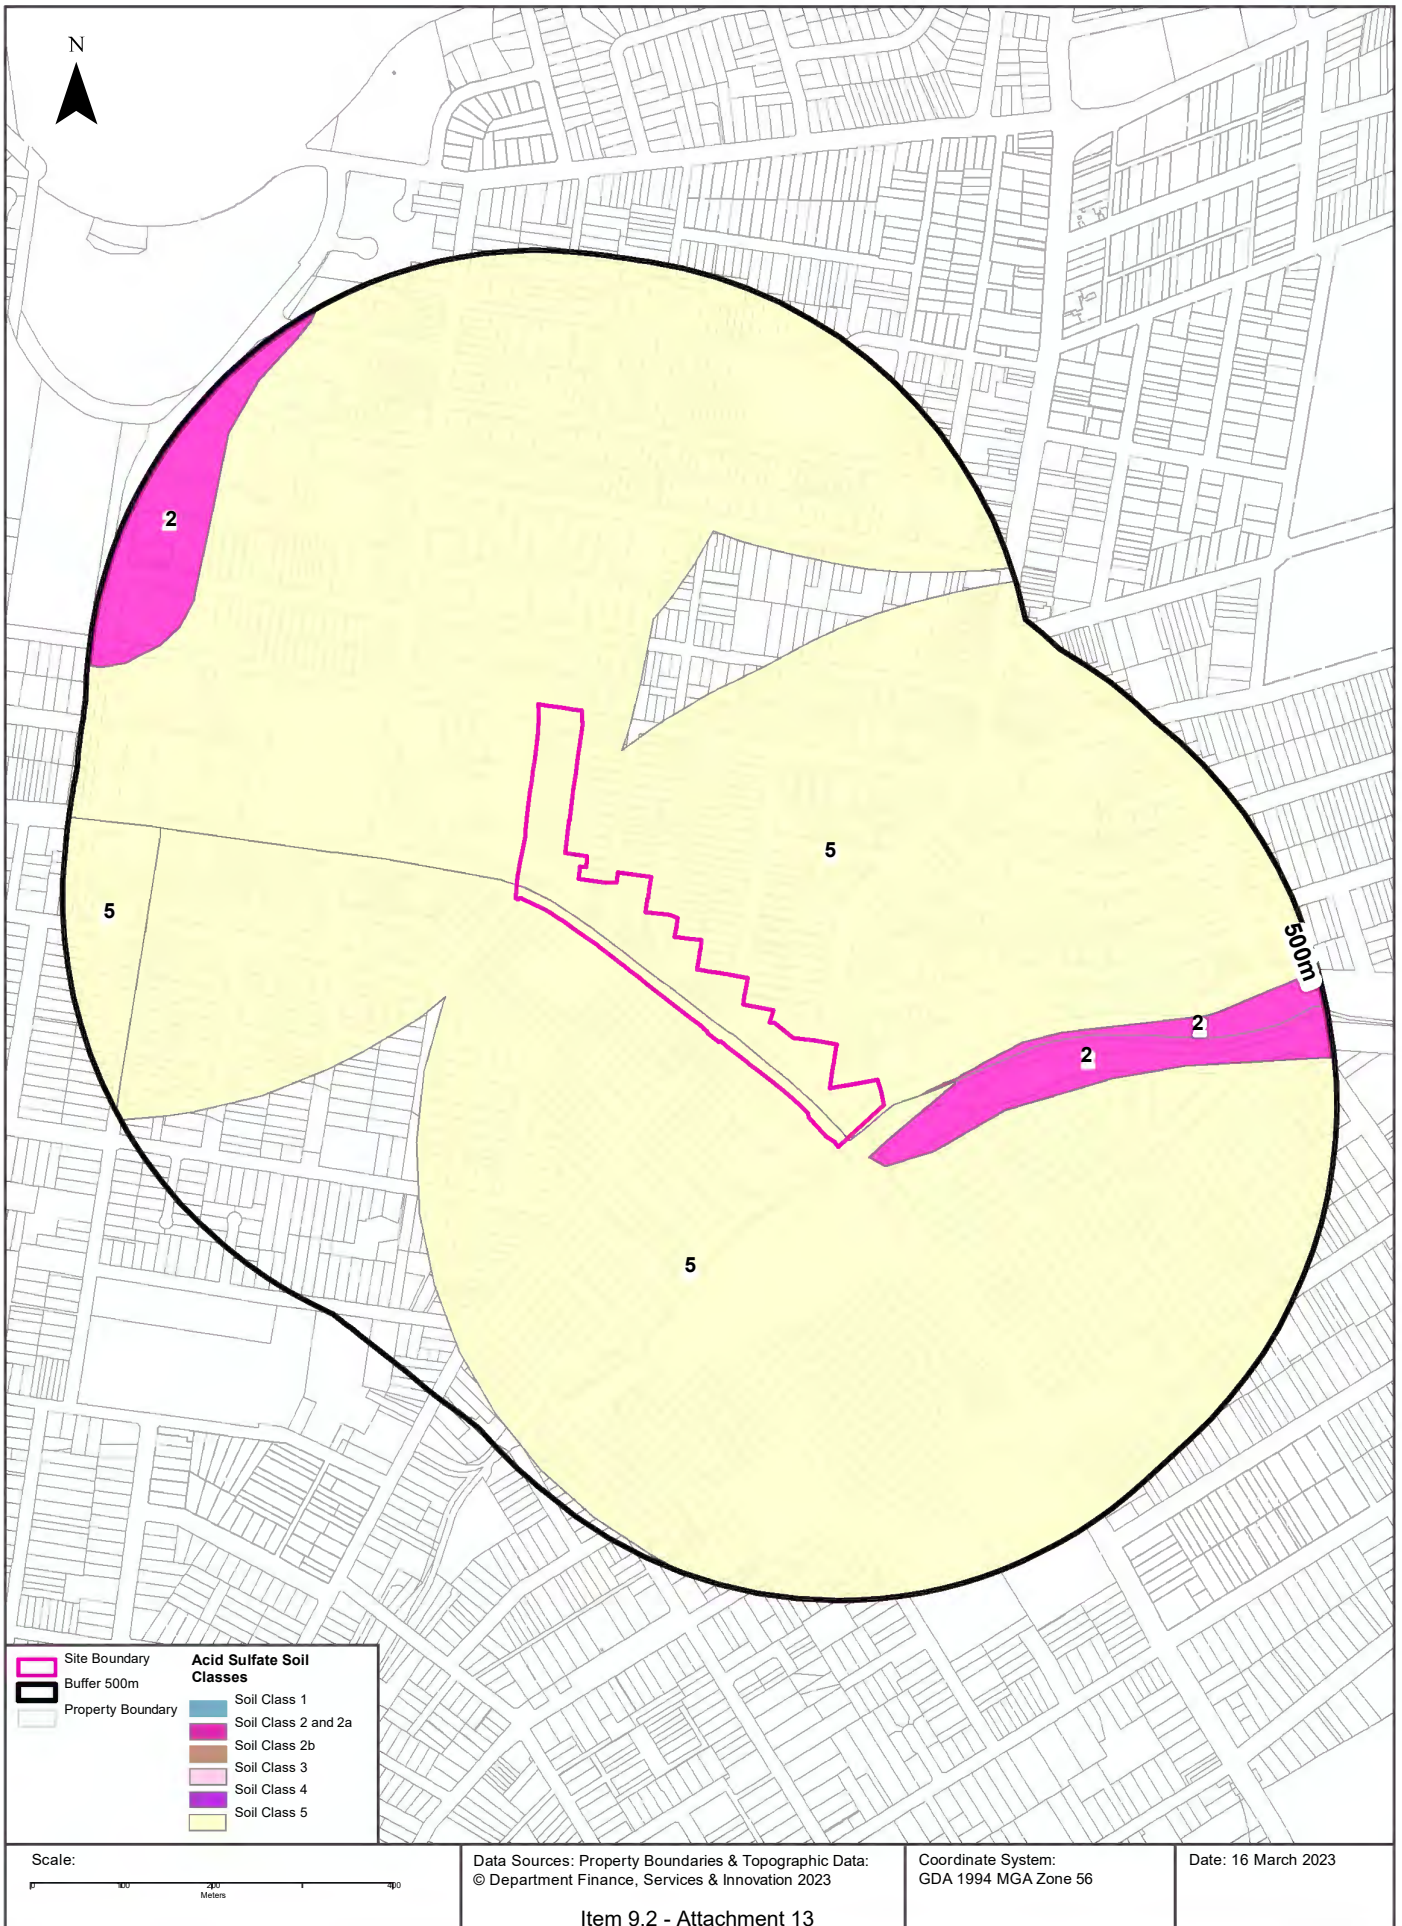 N
2
5
5
500m
2
2
5
Site Boundary
Buffer 500m
Property Boundary
Acid Sulfate Soil
Classes
Soil Class 1
Soil Class 2 and 2a
Soil Class 2b
Soil Class 3
Soil Class 4
Soil Class 5
Scale:
0 100 200 400
Meters
Data Sources: Property Boundaries & Topographic Data:
© Department Finance, Services & Innovation 2023
Coordinate System:
GDA 1994 MGA Zone 56
Date: 16 March 2023
Item 9.2 - Attachment 13